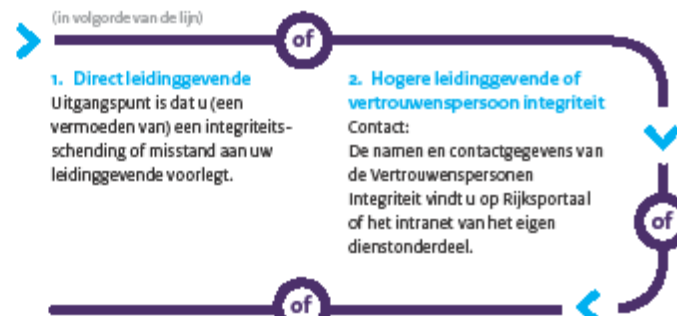 (in volgorde van de lijn)
of
1. Direct leidinggevende
Uitgangspunt is dat u (een
vermoeden van) een integriteits-
schending of misstand aan uw
leidinggevende voorlegt.
2. Hogere leidinggevende of
vertrouwenspersoon integriteit
Contact:
De namen en contactgegevens van
de Vertrouwenspersonen
Integriteit vindt u op Rijksportaal
of het intranet van het eigen
dienstonderdeel.
of
of